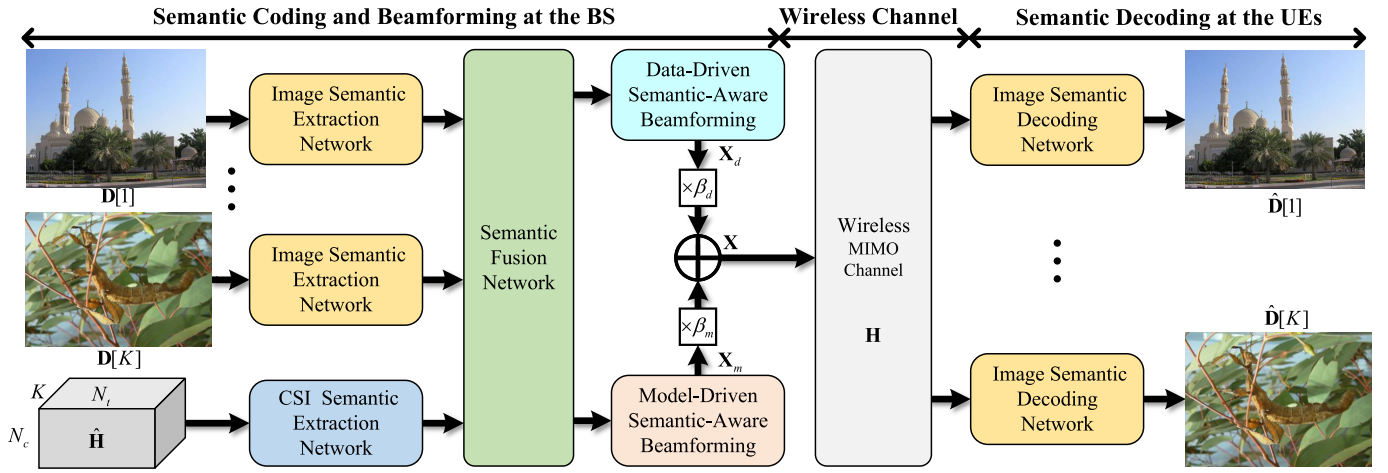 Semantic Coding and Beamforming at the BS
Wireless Channel
Semantic Decoding at the UEs
D[1]
D[K]
K
N_t
N_c
Ĥ
Image Semantic
Extraction
Network
Image Semantic
Extraction
Network
CSI Semantic
Extraction
Network
Semantic
Fusion
Network
Data-Driven
Semantic-Aware
Beamforming
X_d
×β_d
X
×β_m
X_m
Model-Driven
Semantic-Aware
Beamforming
Wireless
MIMO
Channel
H
Image Semantic
Decoding
Network
Image Semantic
Decoding
Network
D̂[1]
D̂[K]